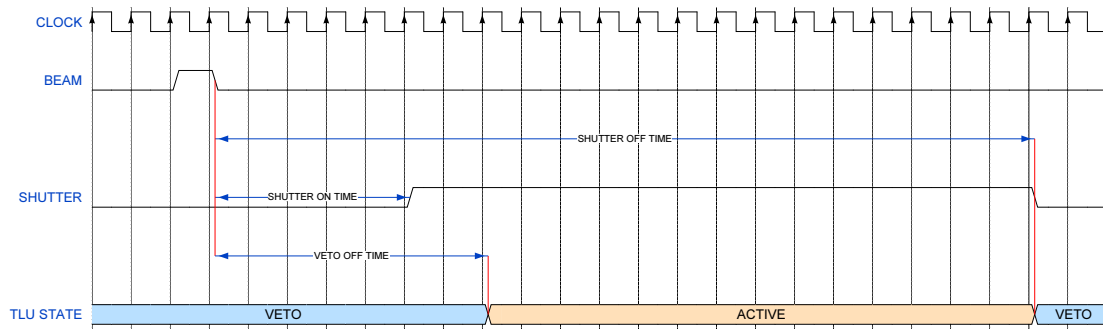 CLOCK
BEAM
SHUTTER OFF TIME
SHUTTER
SHUTTER ON TIME
VETO OFF TIME
TLU STATE
VETO
ACTIVE
VETO